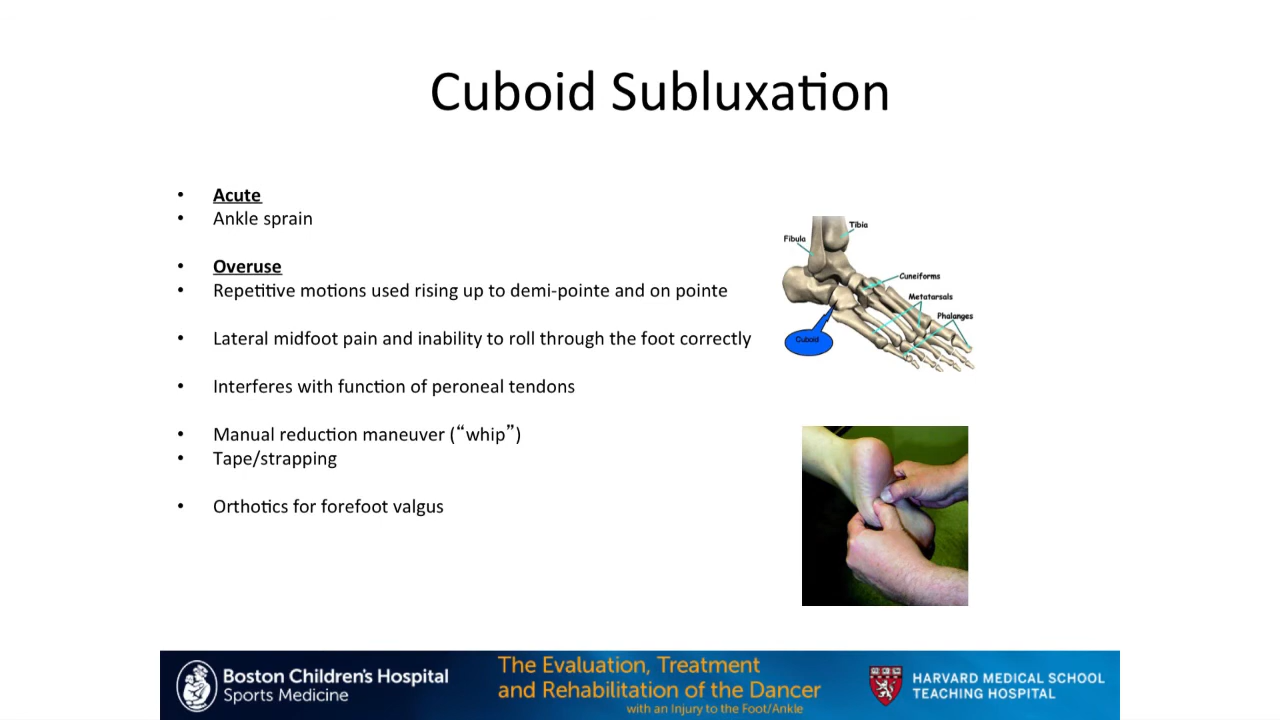 Cuboid Subluxation
• Acute
• Ankle sprain
• Overuse
• Repetitive motions used rising up to demi-pointe and on pointe
• Lateral midfoot pain and inability to roll through the foot correctly
• Interferes with function of peroneal tendons
• Manual reduction maneuver (“whip”)
• Tape/strapping
• Orthotics for forefoot valgus
Tibia
Fibula
Cuneiforms
Metatarsals
Phalanges
Cuboid
Boston Children's Hospital
Sports Medicine
The Evaluation, Treatment
and Rehabilitation of the Dancer
with an Injury to the Foot/Ankle
HARVARD MEDICAL SCHOOL
TEACHING HOSPITAL